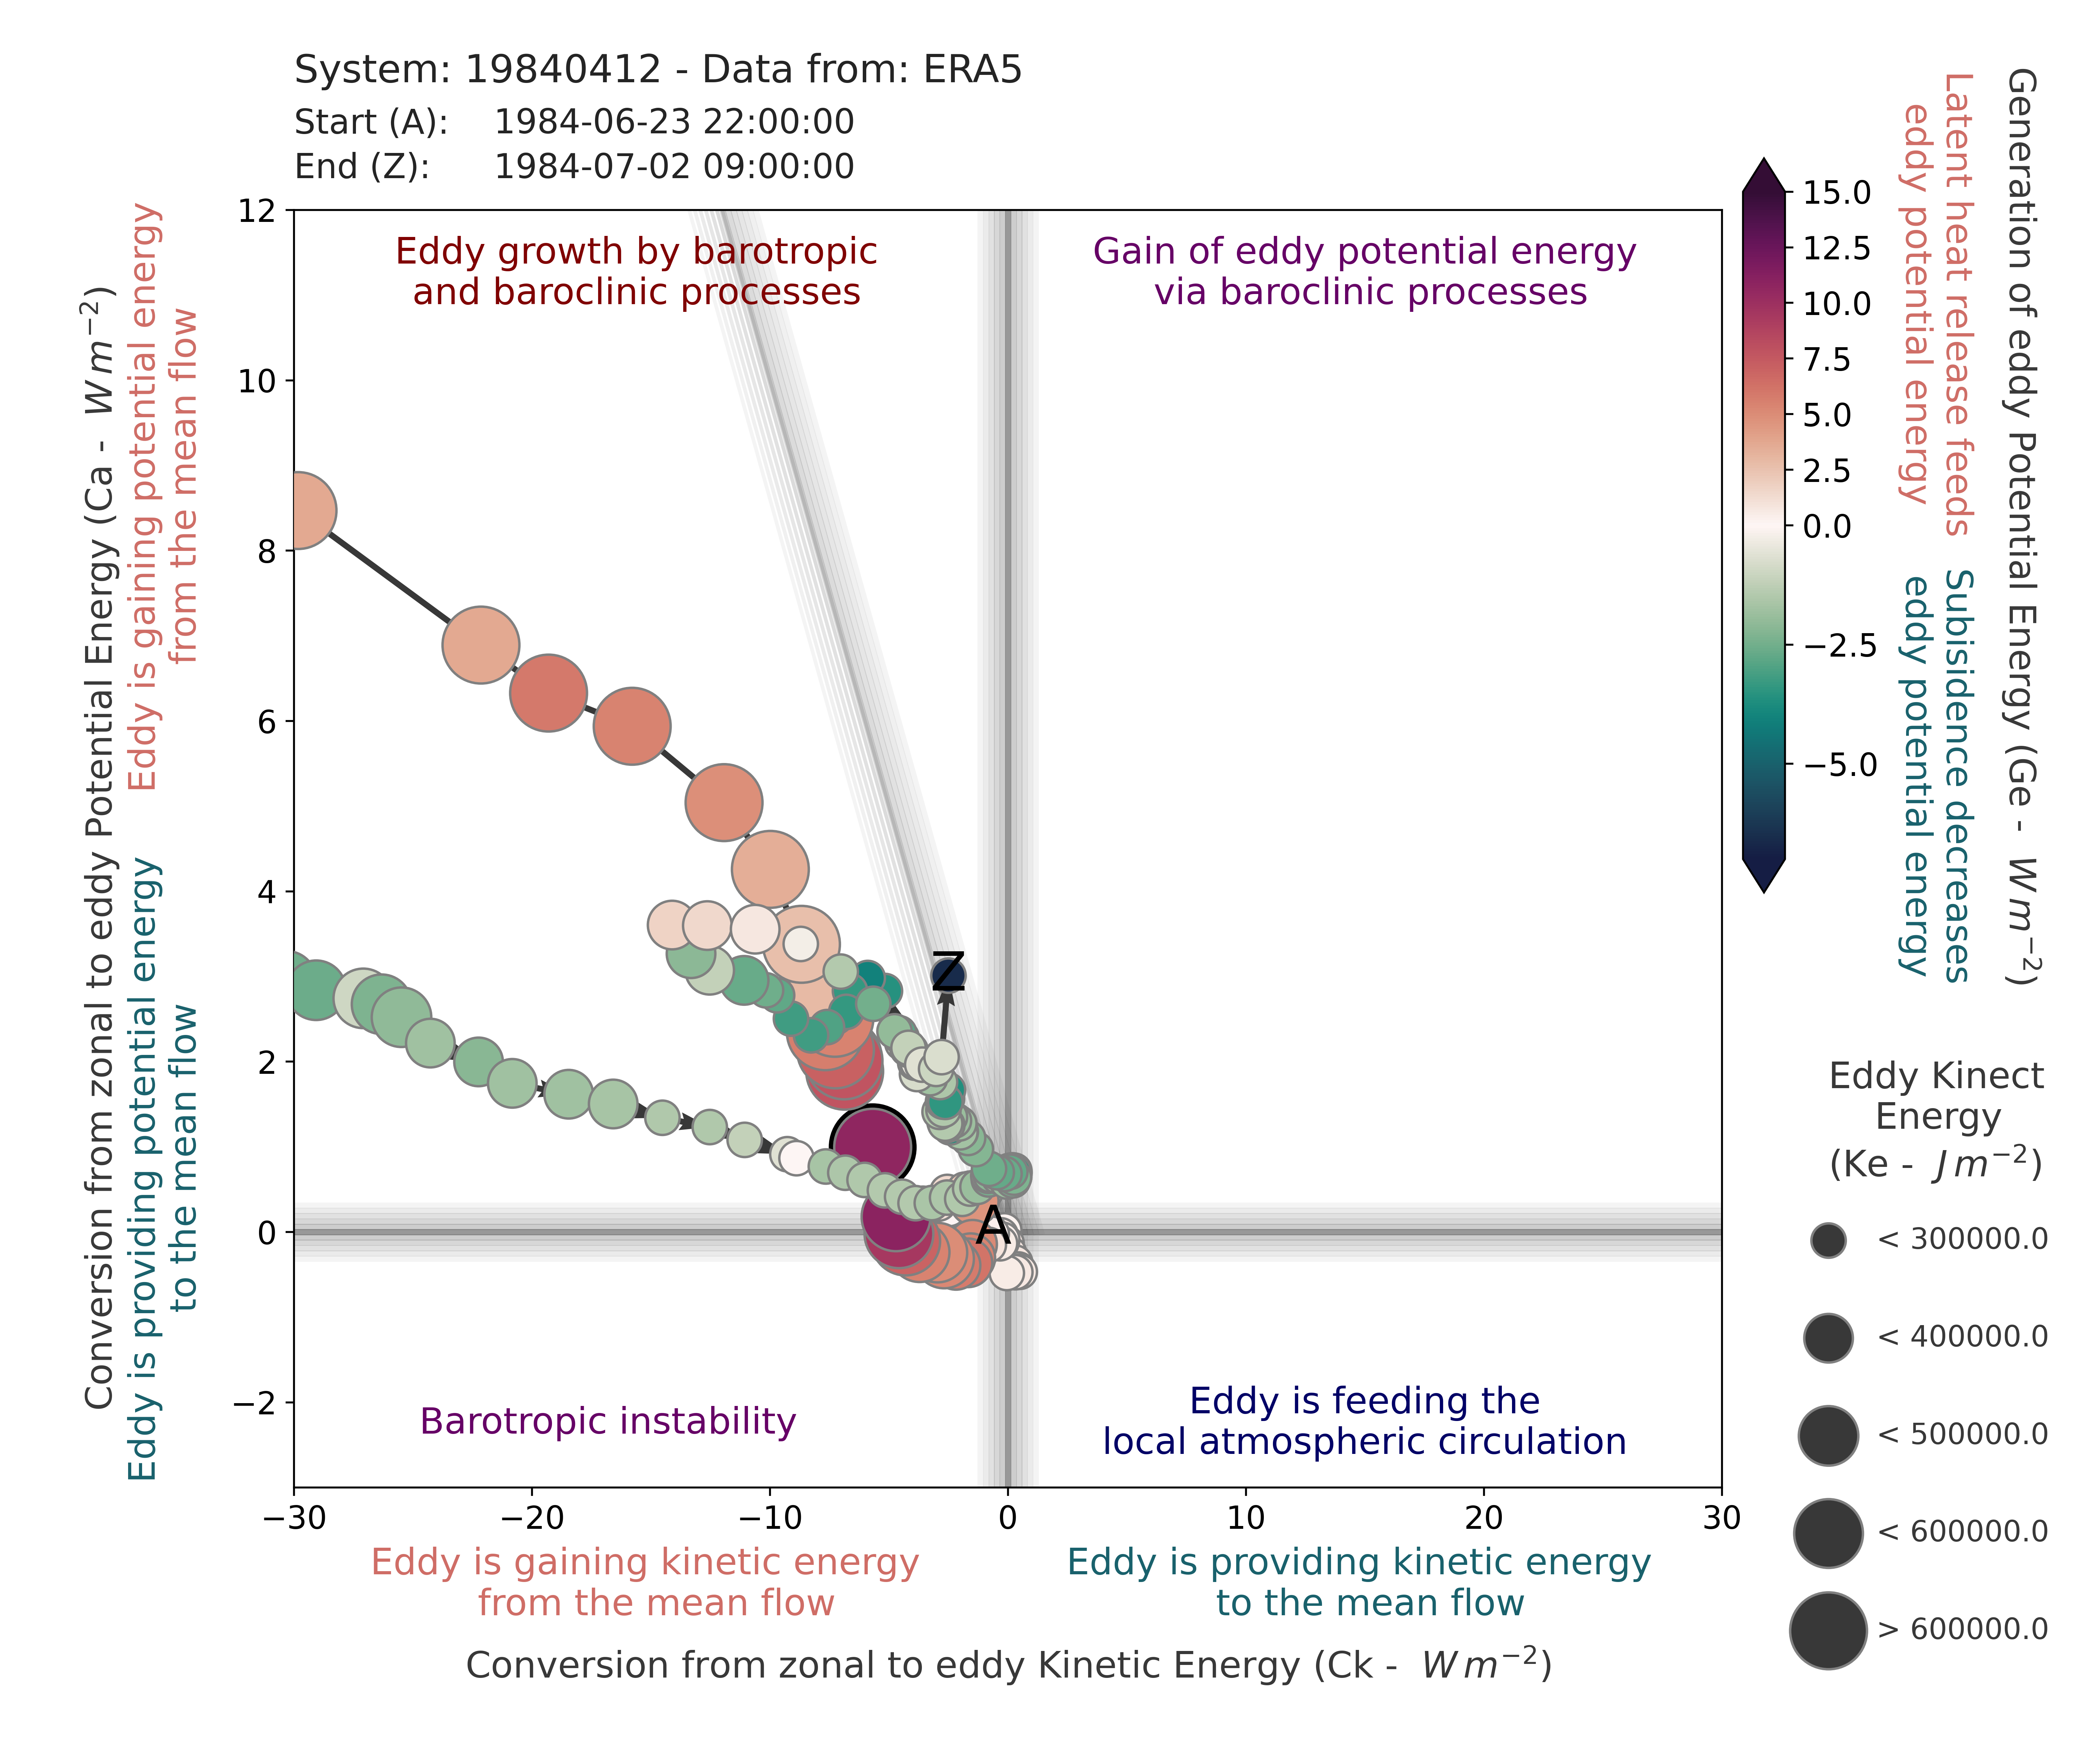 System: 19840412 - Data from: ERA5
Start (A): 1984-06-23 22:00:00
End (Z): 1984-07-02 09:00:00
Conversion from zonal to eddy Potential Energy (Ca - W m⁻²)
Eddy is gaining potential energy
from the mean flow
Eddy is providing potential energy
to the mean flow
12
10
8
6
4
2
0
−2
Eddy growth by barotropic
and baroclinic processes
Gain of eddy potential energy
via baroclinic processes
Z
A
Barotropic instability
Eddy is feeding the
local atmospheric circulation
−30
−20
−10
0
10
20
30
Eddy is gaining kinetic energy
from the mean flow
Eddy is providing kinetic energy
to the mean flow
Conversion from zonal to eddy Kinetic Energy (Ck - W m⁻²)
15.0
12.5
10.0
7.5
5.0
2.5
0.0
−2.5
−5.0
Latent heat release feeds
eddy potential energy
Subisidence decreases
eddy potential energy
Generation of eddy Potential Energy (Ge - W m⁻²)
Eddy Kinect
Energy
(Ke - J m⁻²)
< 300000.0
< 400000.0
< 500000.0
< 600000.0
> 600000.0